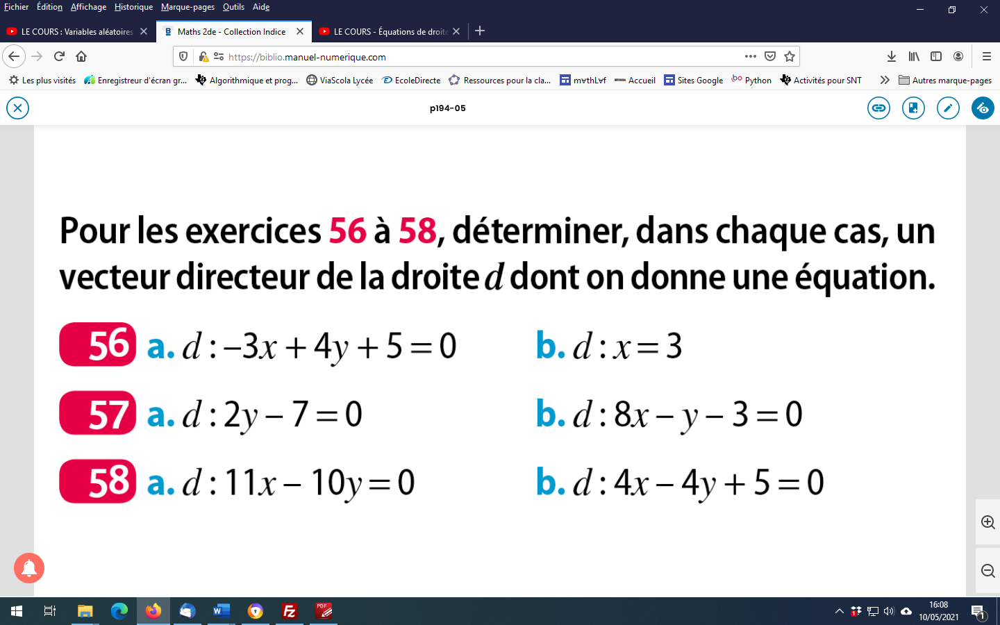 Fichier Édition Affichage Historique Marque-pages Outils Aide
LE COURS : Variables aléatoires
Maths 2de - Collection Indice
LE COURS - Équations de droite
https://biblio.manuel-numerique.com
Les plus visités
Enregistreur d'écran gr...
Algorithmique et prog...
ViaScola Lycée
EcoleDirecte
Ressources pour la cla...
m∀thL∀f
Accueil
Sites Google
Python
Activités pour SNT
Autres marque-pages
p194-05
Pour les exercices 56 à 58, déterminer, dans chaque cas, un
vecteur directeur de la droite d dont on donne une équation.
56 a. d : –3x + 4y + 5 = 0 b. d : x = 3
57 a. d : 2y – 7 = 0 b. d : 8x – y – 3 = 0
58 a. d : 11x – 10y = 0 b. d : 4x – 4y + 5 = 0
16:08
10/05/2021